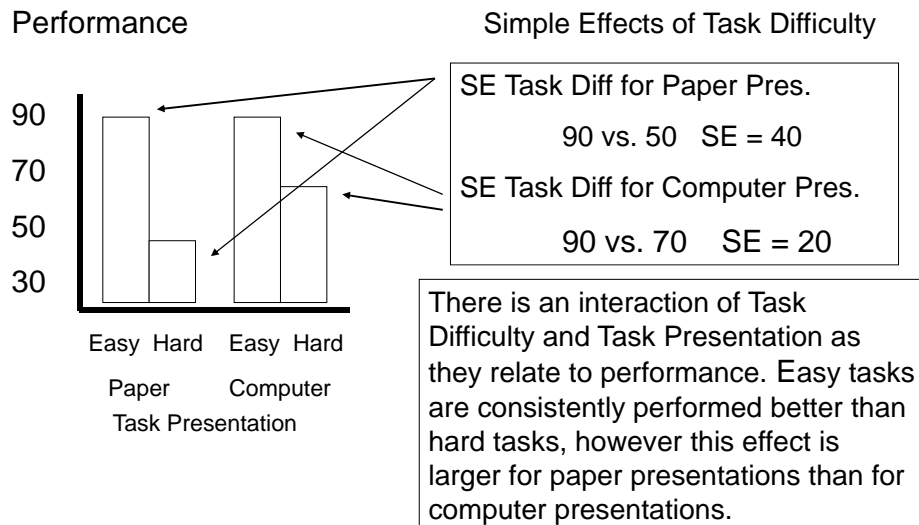 Performance
Simple Effects of Task Difficulty
90
70
50
30
Easy Hard Easy Hard
Paper Computer
Task Presentation
SE Task Diff for Paper Pres.
90 vs. 50 SE = 40
SE Task Diff for Computer Pres.
90 vs. 70 SE = 20
There is an interaction of Task
Difficulty and Task Presentation as
they relate to performance. Easy tasks
are consistently performed better than
hard tasks, however this effect is
larger for paper presentations than for
computer presentations.